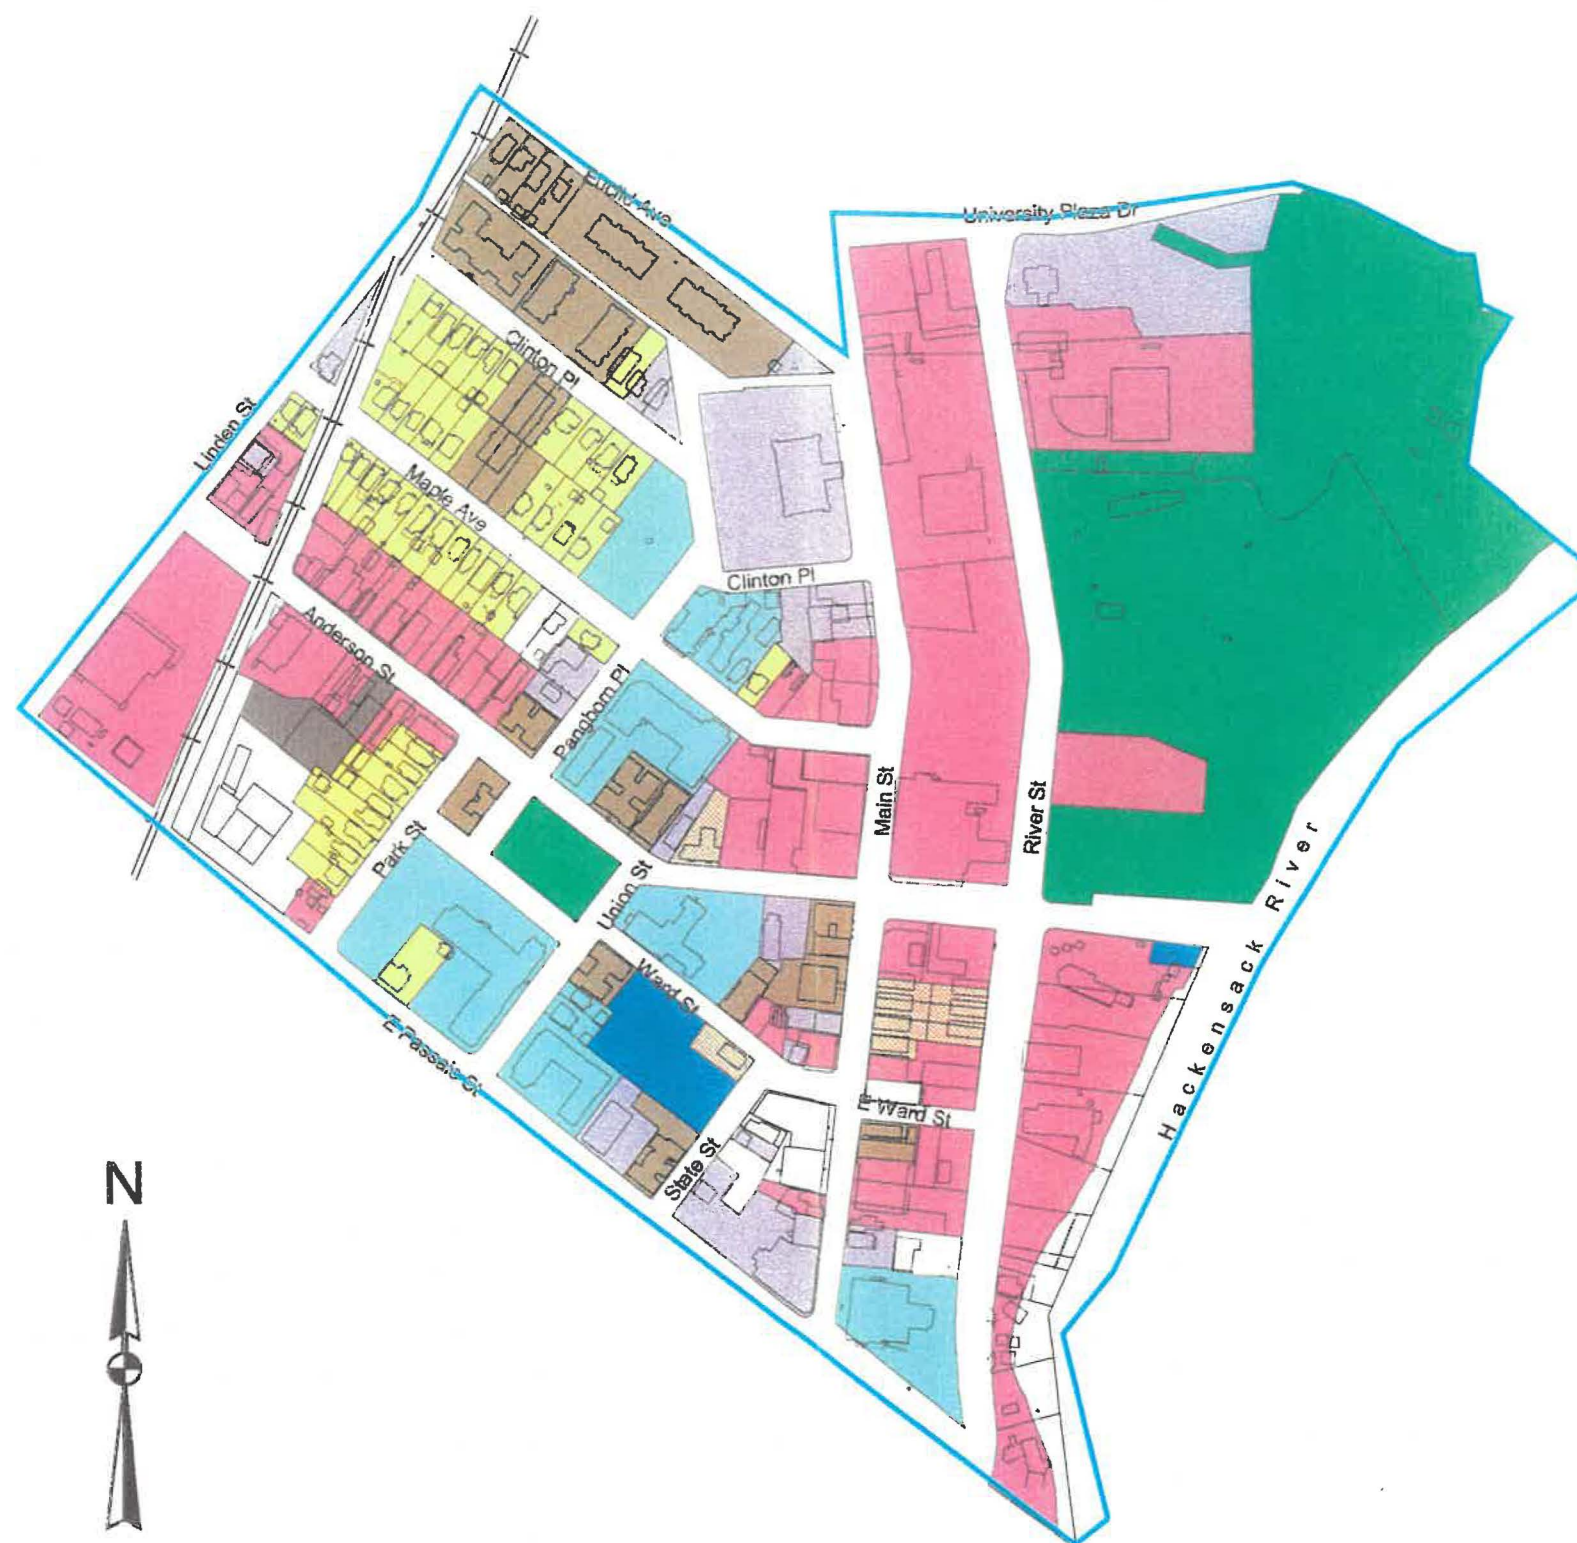 Euclid Ave
University Plaza Dr
Clinton Pl
Linden St
Maple Ave
Clinton Pl
Anderson St
Pangborn Pl
Main St
River St
Park St
Union St
Ward St
Hackensack River
E Passaic St
E Ward St
State St
N